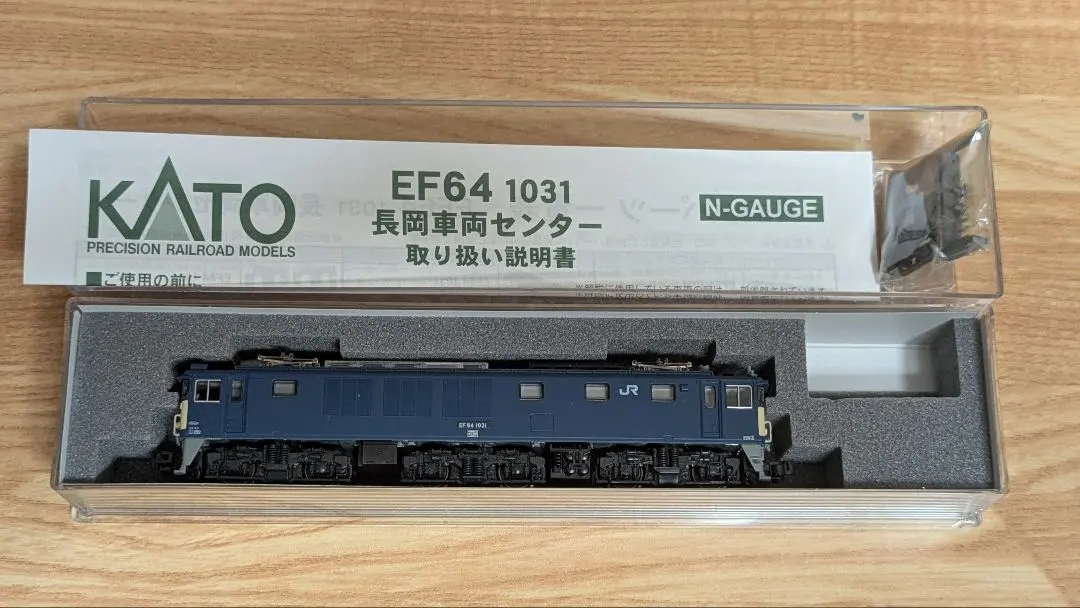 KATO
PRECISION RAILROAD MODELS
EF64 1031
長岡車両センター
取り扱い説明書
N-GAUGE
■ご使用の前に
JR
EF64 1031